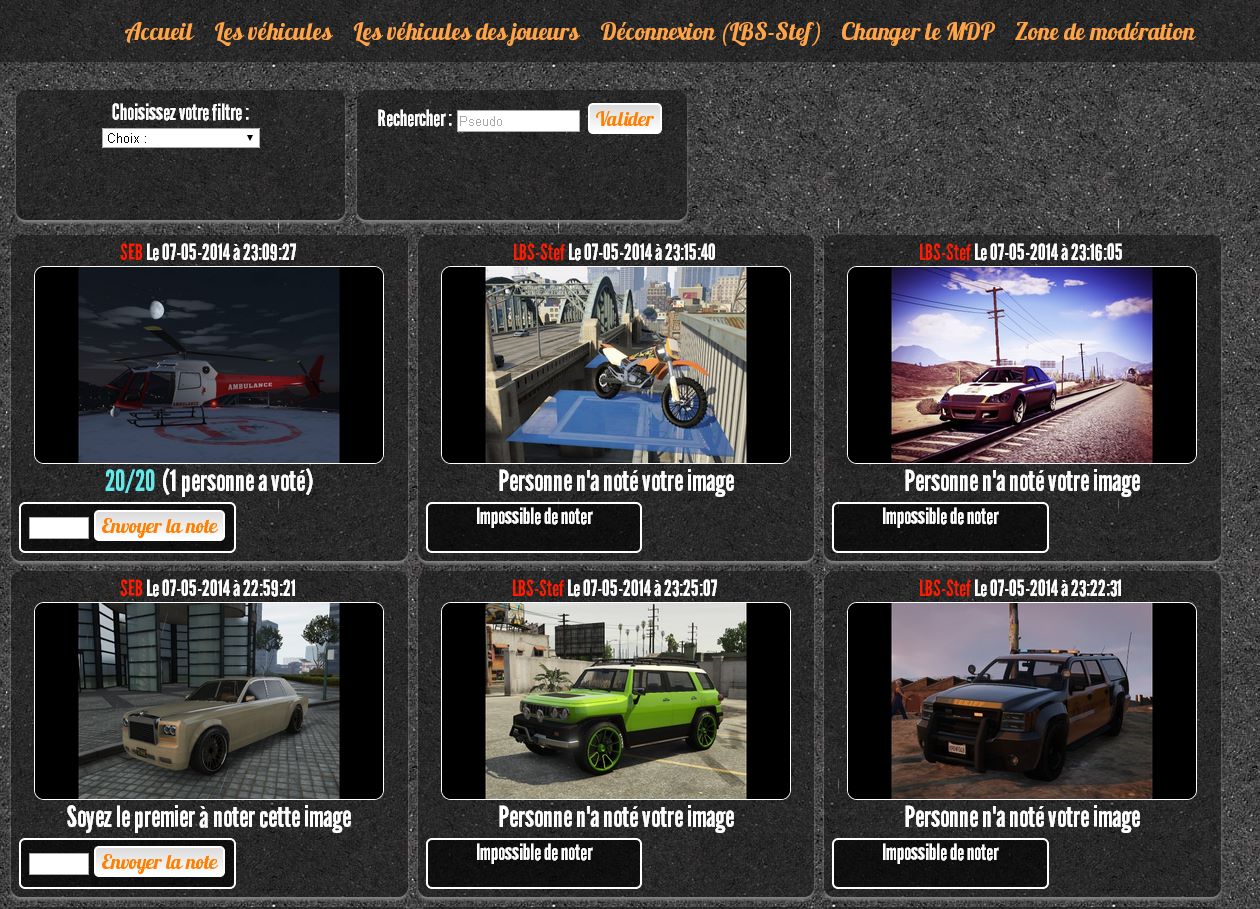 Accueil Les véhicules Les véhicules des joueurs Déconnexion (LBS-Stef) Changer le MDP Zone de modération
Choisissez votre filtre :
Choix :
Rechercher : Pseudo Valider
SEB Le 07-05-2014 à 23:09:27
LBS-Stef Le 07-05-2014 à 23:15:40
LBS-Stef Le 07-05-2014 à 23:16:05
AMBULANCE
20/20 (1 personne a voté)
Personne n'a noté votre image
Personne n'a noté votre image
Envoyer la note
Impossible de noter
Impossible de noter
SEB Le 07-05-2014 à 22:59:21
LBS-Stef Le 07-05-2014 à 23:25:07
LBS-Stef Le 07-05-2014 à 23:22:31
Soyez le premier à noter cette image
Personne n'a noté votre image
Personne n'a noté votre image
Envoyer la note
Impossible de noter
Impossible de noter